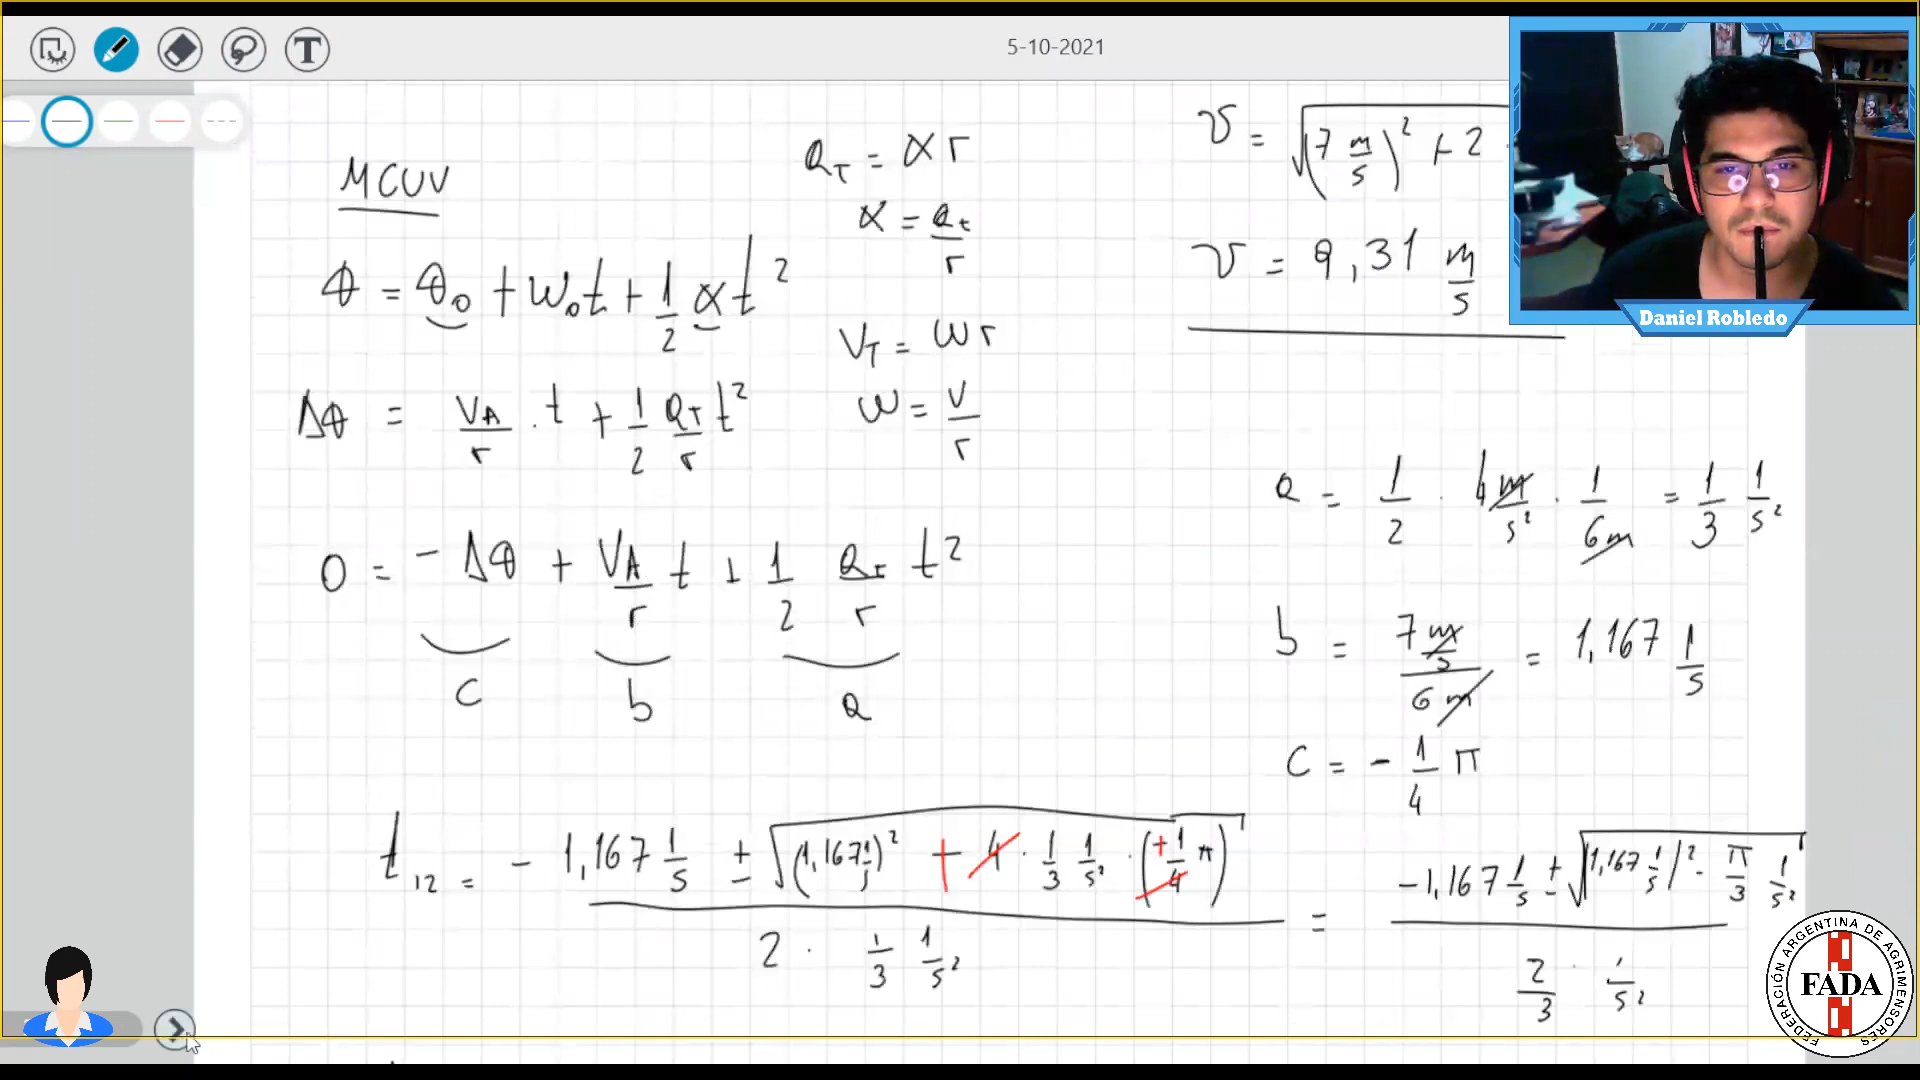 5-10-2021
T
MCUV
θ = θ₀ + W₀t + 1/2 α t²
Δθ = VA/r . t + 1/2 aT/r t²
0 = - Δθ + VA/r t + 1/2 at/r t²
c b a
aT = α r
α = at/r
VT = W r
W = V/r
V = √(7 m/s)² + 2
V = 9,31 m/s
a = 1/2 . 4 m/s² . 1/6m = 1/3 1/s²
b = 7 m/s / 6 m = 1,167 1/s
c = - 1/4 π
t₁₂ = - 1,167 1/s ± √(1,167 1/s)² + 4 . 1/3 1/s² . (+ 1/4 π) / 2 . 1/3 1/s² = -1,167 1/s ± √(1,167 1/s)² - π/3 1/s² / 2/3 . 1/s²
Daniel Robledo
FEDERACIÓN ARGENTINA DE AGRIMENSORES
FADA